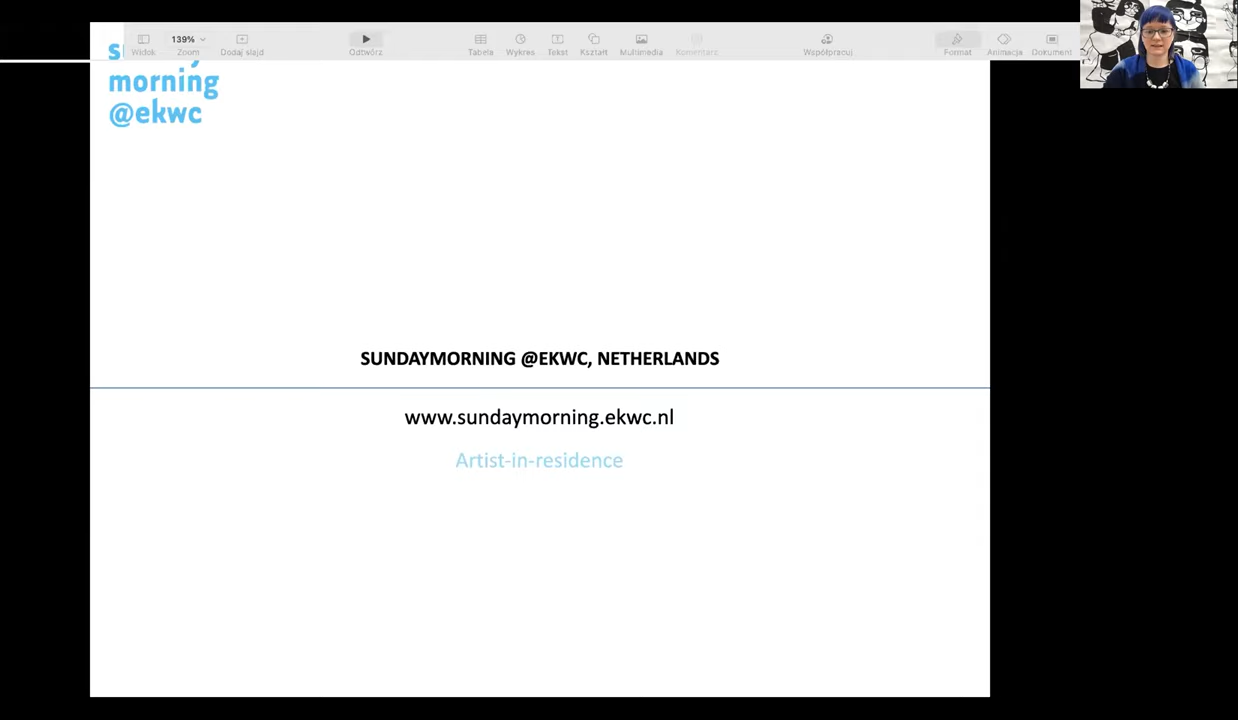 139%
Widok
Zoom
Dodaj slajd
Odtwórz
Tabela
Wykres
Tekst
Kształt
Multimedia
Komentarz
Współpracuj
Format
Animacja
Dokument
morning
@ekwc
SUNDAYMORNING @EKWC, NETHERLANDS
www.sundaymorning.ekwc.nl
Artist-in-residence